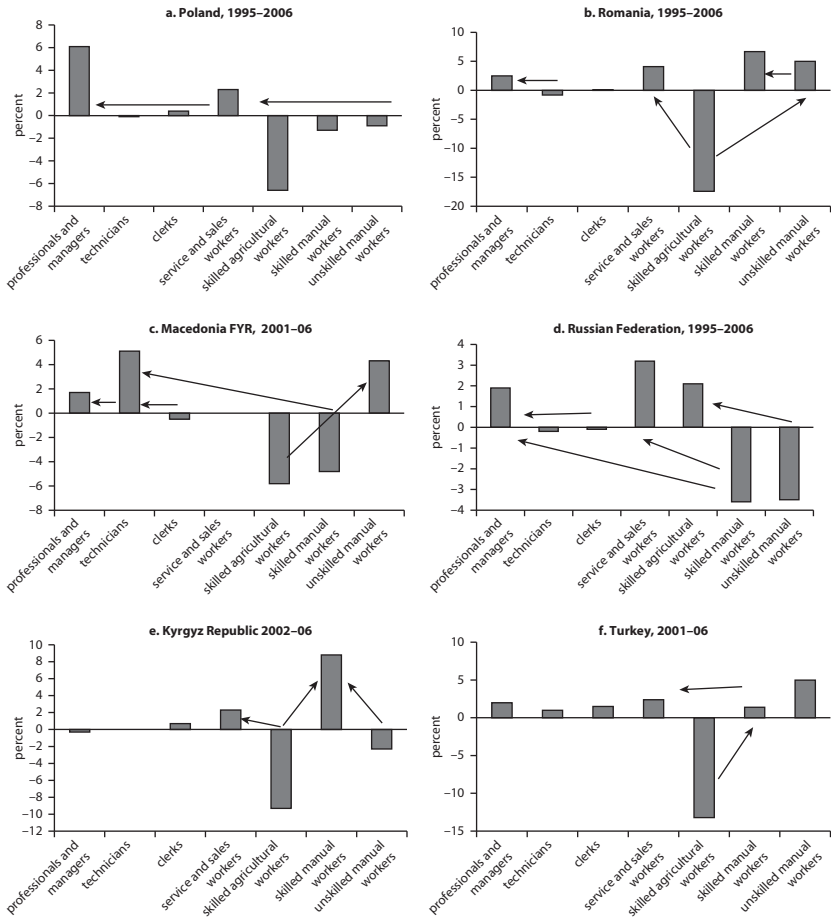 a. Poland, 1995–2006
percent
8
6
4
2
0
–2
–4
–6
–8
professionals and
managers
technicians
clerks
service and sales
workers
skilled agricultural
workers
skilled manual
workers
unskilled manual
workers
b. Romania, 1995–2006
percent
10
5
0
–5
–10
–15
–20
professionals and
managers
technicians
clerks
service and sales
workers
skilled agricultural
workers
skilled manual
workers
unskilled manual
workers
c. Macedonia FYR, 2001–06
percent
6
4
2
0
–2
–4
–6
–8
professionals and
managers
technicians
clerks
service and sales
workers
skilled agricultural
workers
skilled manual
workers
unskilled manual
workers
d. Russian Federation, 1995–2006
percent
4
3
2
1
0
–1
–2
–3
–4
professionals and
managers
technicians
clerks
service and sales
workers
skilled agricultural
workers
skilled manual
workers
unskilled manual
workers
e. Kyrgyz Republic 2002–06
percent
10
8
6
4
2
0
–2
–4
–6
–8
–10
–12
professionals and
managers
technicians
clerks
service and sales
workers
skilled agricultural
workers
skilled manual
workers
unskilled manual
workers
f. Turkey, 2001–06
percent
10
5
0
–5
–10
–15
professionals and
managers
technicians
clerks
service and sales
workers
skilled agricultural
workers
skilled manual
workers
unskilled manual
workers